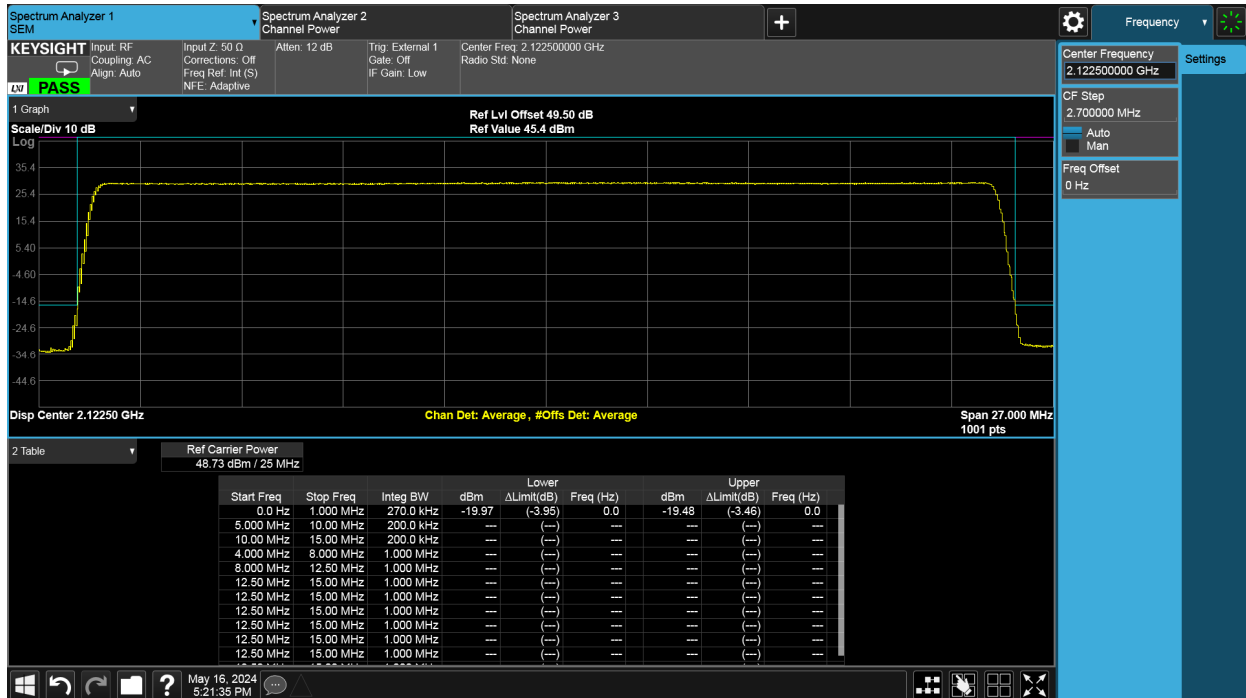 Spectrum Analyzer 1
SEM
Spectrum Analyzer 2
Channel Power
Spectrum Analyzer 3
Channel Power
Frequency
KEYSIGHT
LXI PASS
Input: RF
Coupling: AC
Align: Auto
Input Z: 50 Ω
Corrections: Off
Freq Ref: Int (S)
NFE: Adaptive
Atten: 12 dB
Trig: External 1
Gate: Off
IF Gain: Low
Center Freq: 2.122500000 GHz
Radio Std: None
Center Frequency
2.122500000 GHz
Settings
CF Step
2.700000 MHz
Auto
Man
Freq Offset
0 Hz
1 Graph
Scale/Div 10 dB
Ref Lvl Offset 49.50 dB
Ref Value 45.4 dBm
Log
35.4
25.4
15.4
5.40
-4.60
-14.6
-24.6
-34.6
-44.6
Disp Center 2.12250 GHz
Chan Det: Average, #Offs Det: Average
Span 27.000 MHz
1001 pts
2 Table
Ref Carrier Power
48.73 dBm / 25 MHz
Lower Upper
Start Freq Stop Freq Integ BW dBm ΔLimit(dB) Freq (Hz) dBm ΔLimit(dB) Freq (Hz)
0.0 Hz 1.000 MHz 270.0 kHz -19.97 (-3.95) 0.0 -19.48 (-3.46) 0.0
5.000 MHz 10.00 MHz 200.0 kHz --- (---) --- --- (---) ---
10.00 MHz 15.00 MHz 200.0 kHz --- (---) --- --- (---) ---
4.000 MHz 8.000 MHz 1.000 MHz --- (---) --- --- (---) ---
8.000 MHz 12.50 MHz 1.000 MHz --- (---) --- --- (---) ---
12.50 MHz 15.00 MHz 1.000 MHz --- (---) --- --- (---) ---
12.50 MHz 15.00 MHz 1.000 MHz --- (---) --- --- (---) ---
12.50 MHz 15.00 MHz 1.000 MHz --- (---) --- --- (---) ---
12.50 MHz 15.00 MHz 1.000 MHz --- (---) --- --- (---) ---
12.50 MHz 15.00 MHz 1.000 MHz --- (---) --- --- (---) ---
12.50 MHz 15.00 MHz 1.000 MHz --- (---) --- --- (---) ---
May 16, 2024
5:21:35 PM